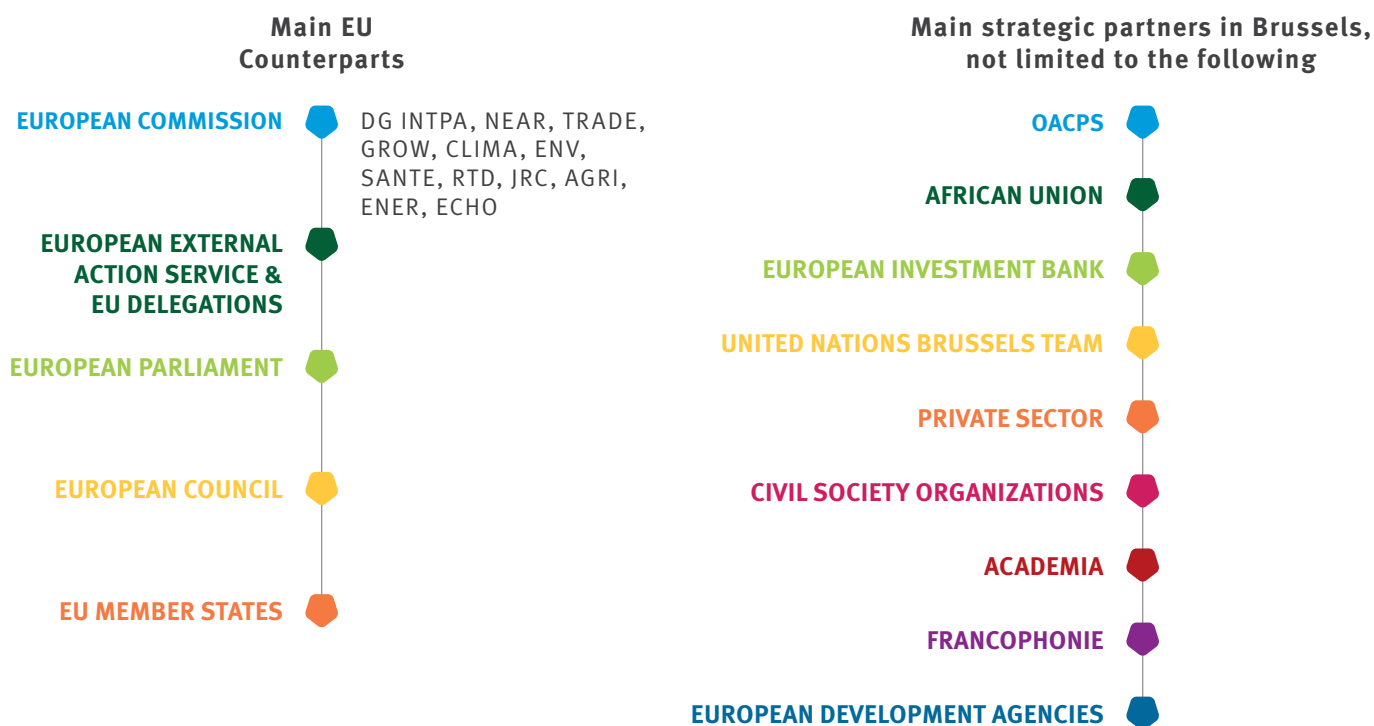 Main EU
Counterparts
EUROPEAN COMMISSION
DG INTPA, NEAR, TRADE,
GROW, CLIMA, ENV,
SANTE, RTD, JRC, AGRI,
ENER, ECHO
EUROPEAN EXTERNAL
ACTION SERVICE &
EU DELEGATIONS
EUROPEAN PARLIAMENT
EUROPEAN COUNCIL
EU MEMBER STATES
Main strategic partners in Brussels,
not limited to the following
OACPS
AFRICAN UNION
EUROPEAN INVESTMENT BANK
UNITED NATIONS BRUSSELS TEAM
PRIVATE SECTOR
CIVIL SOCIETY ORGANIZATIONS
ACADEMIA
FRANCOPHONIE
EUROPEAN DEVELOPMENT AGENCIES